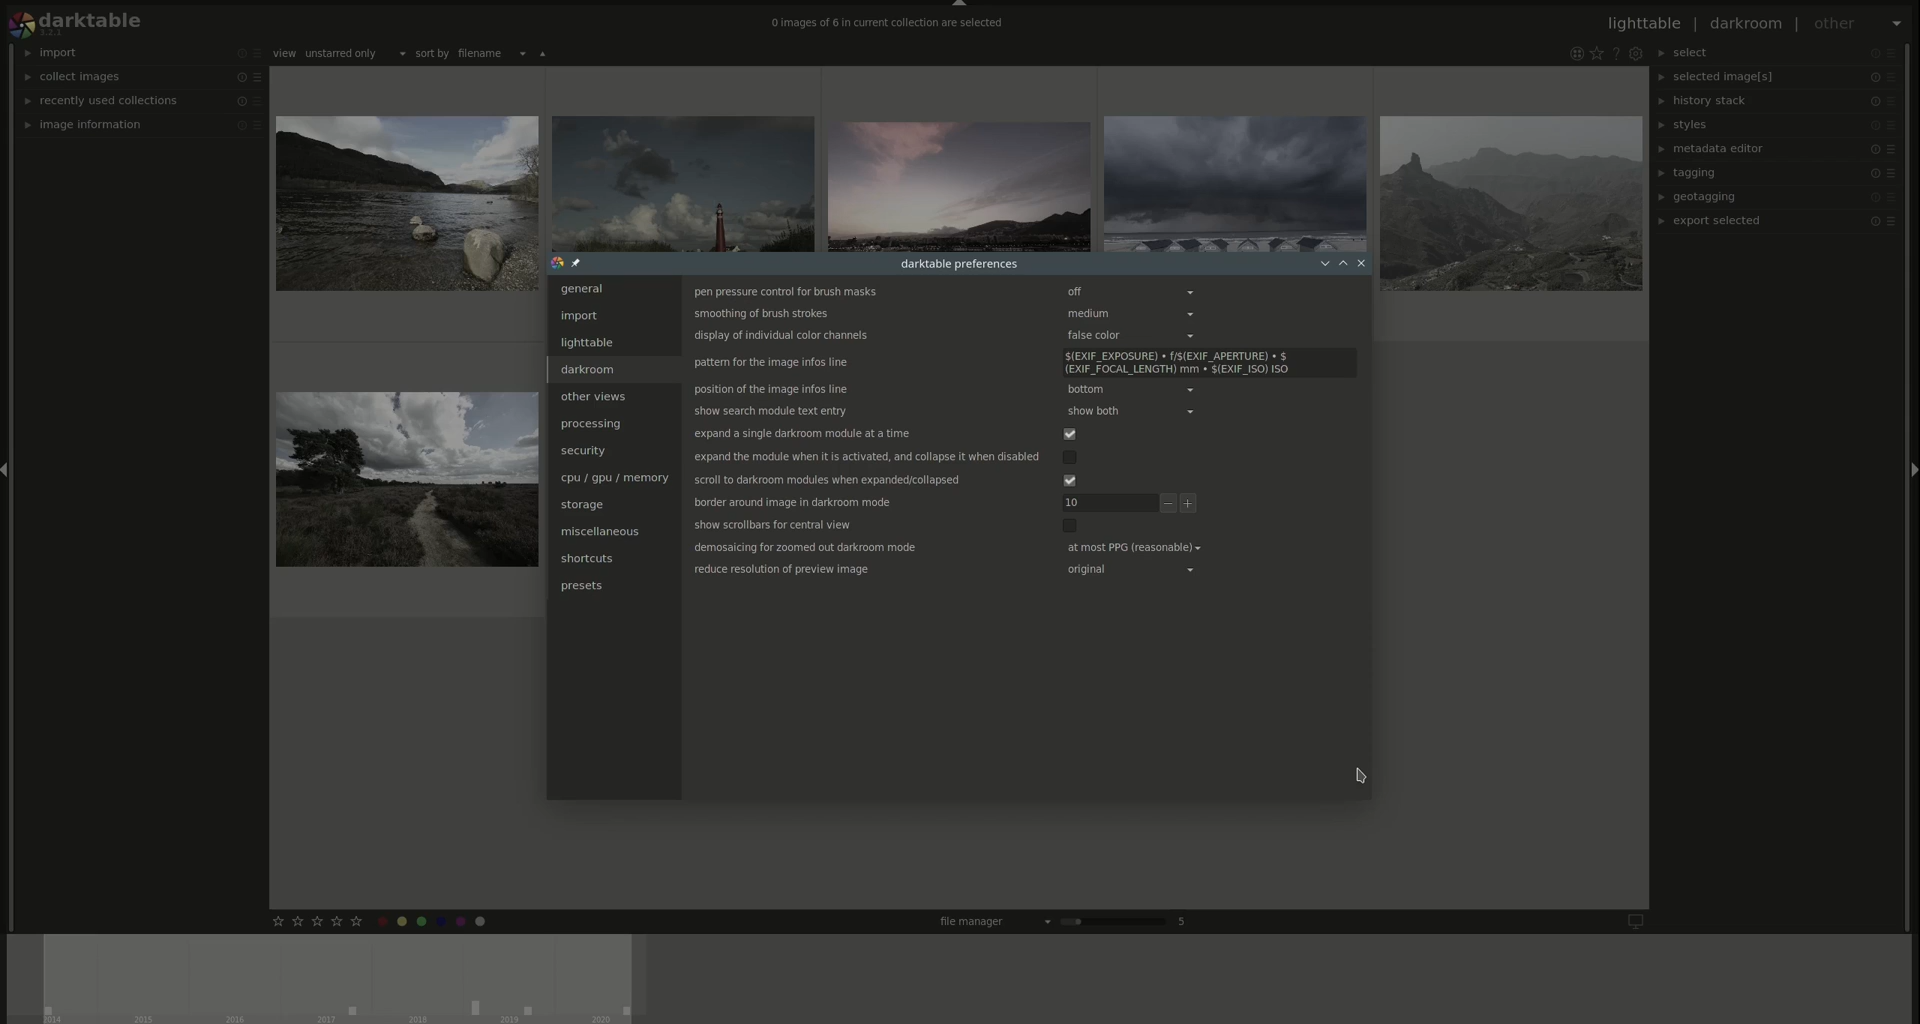 darktable
3.2.1
0 images of 6 in current collection are selected
lighttable | darkroom | other
import
collect images
recently used collections
image information
view unstarred only sort by filename
select
selected image[s]
history stack
styles
metadata editor
tagging
geotagging
export selected
darktable preferences
general
import
lighttable
darkroom
other views
processing
security
cpu / gpu / memory
storage
miscellaneous
shortcuts
presets
pen pressure control for brush masks off
smoothing of brush strokes medium
display of individual color channels false color
pattern for the image infos line $(EXIF_EXPOSURE) • f/$(EXIF_APERTURE) • $
(EXIF_FOCAL_LENGTH) mm • $(EXIF_ISO) ISO
position of the image infos line bottom
show search module text entry show both
expand a single darkroom module at a time
expand the module when it is activated, and collapse it when disabled
scroll to darkroom modules when expanded/collapsed
border around image in darkroom mode 10
show scrollbars for central view
demosaicing for zoomed out darkroom mode at most PPG (reasonable)
reduce resolution of preview image original
file manager 5
2014 2015 2016 2017 2018 2019 2020